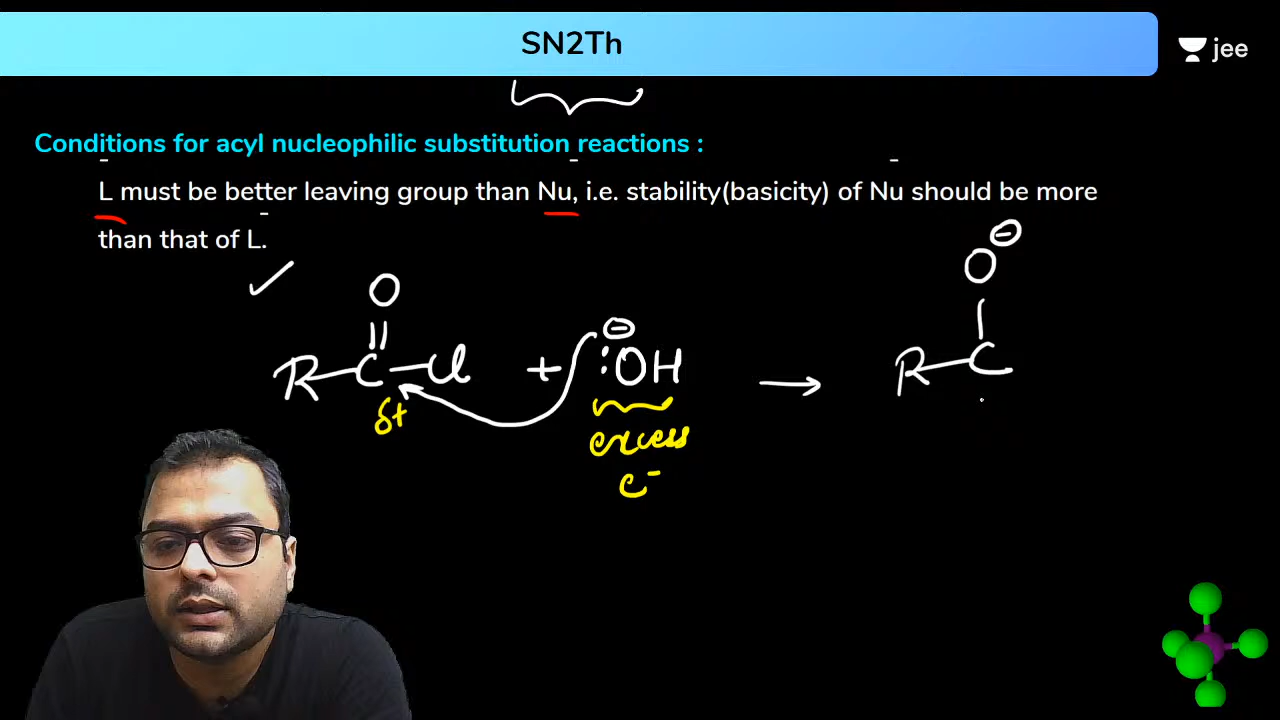 SN2Th
jee
Conditions for acyl nucleophilic substitution reactions :
L must be better leaving group than Nu, i.e. stability(basicity) of Nu should be more
than that of L.
O
||
R-C-Cl + :OH →
δ+
⊖
excess
e⁻
⊖
O
|
R-C